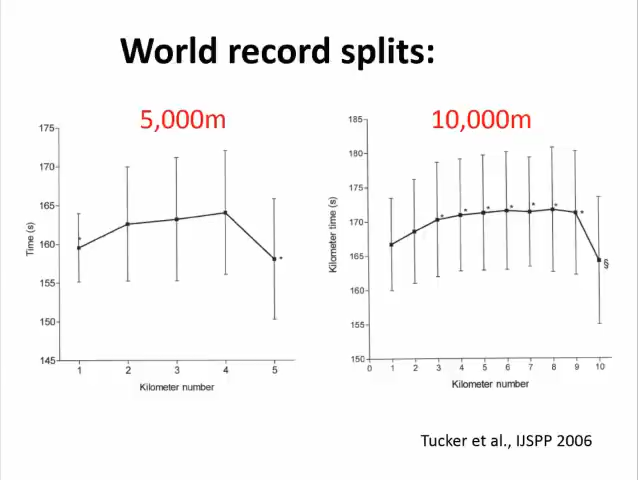 World record splits:
5,000m
10,000m
Time (s)
175
170
165
160
155
150
145
1 2 3 4 5
Kilometer number
* *
Kilometer time (s)
185
180
175
170
165
160
155
150
0 1 2 3 4 5 6 7 8 9 10
Kilometer number
* * * * * * * §
Tucker et al., IJSPP 2006